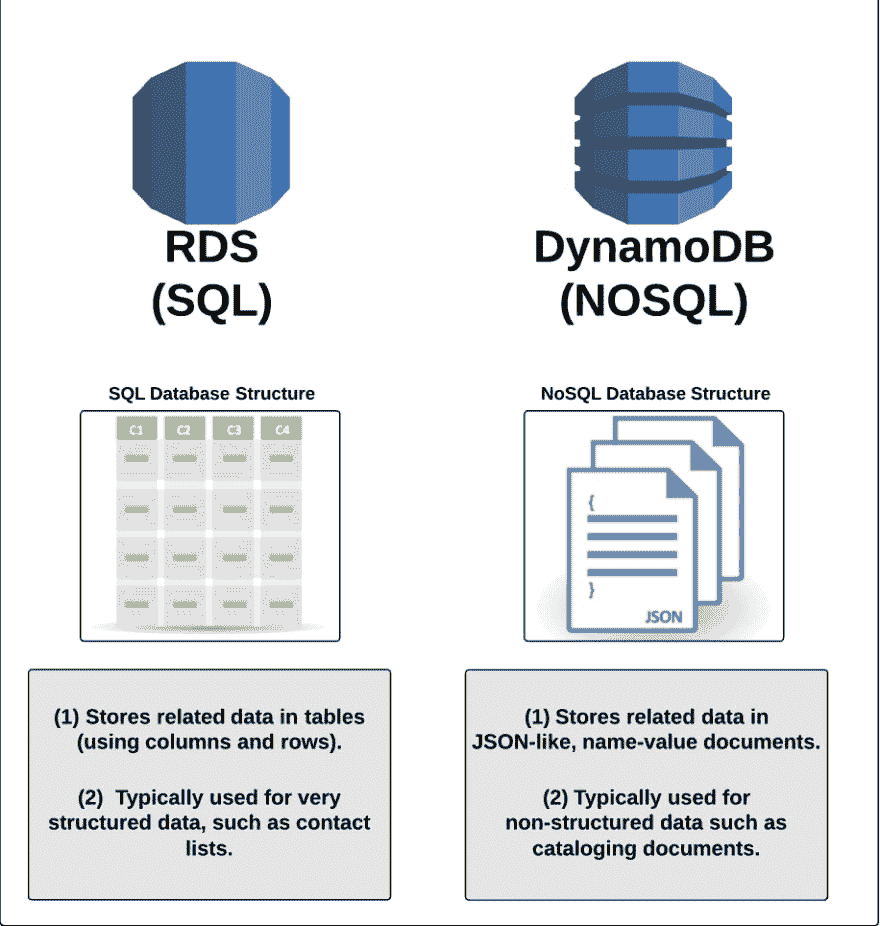 RDS
(SQL)
SQL Database Structure
C1 C2 C3 C4
(1) Stores related data in tables
(using columns and rows).
(2) Typically used for very
structured data, such as contact
lists.
DynamoDB
(NOSQL)
NoSQL Database Structure
{
}
JSON
(1) Stores related data in
JSON-like, name-value documents.
(2) Typically used for
non-structured data such as
cataloging documents.